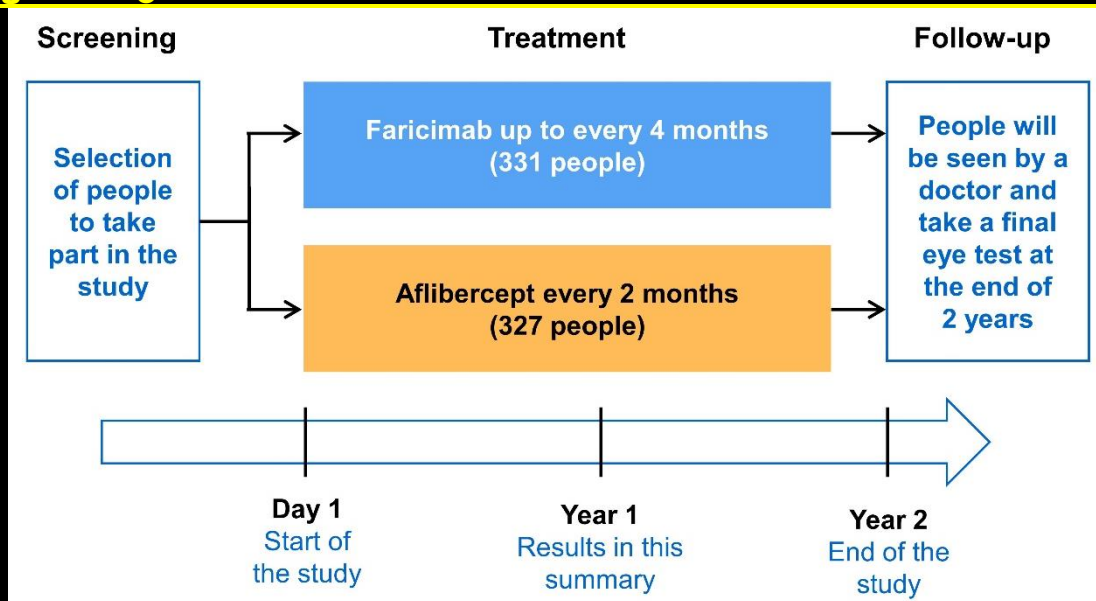 Screening
Treatment
Follow-up
Selection
of people
to take
part in the
study
Faricimab up to every 4 months
(331 people)
Aflibercept every 2 months
(327 people)
People will
be seen by a
doctor and
take a final
eye test at
the end of
2 years
Day 1
Start of
the study
Year 1
Results in this
summary
Year 2
End of the
study